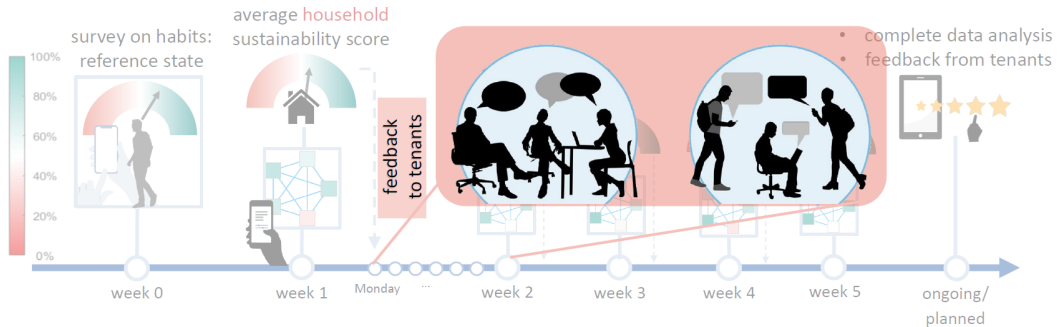 survey on habits:
reference state
average household
sustainability score
• complete data analysis
• feedback from tenants
100%
80%
60%
40%
20%
0%
feedback
to tenants
week 0
week 1
Monday
...
week 2
week 3
week 4
week 5
ongoing/
planned